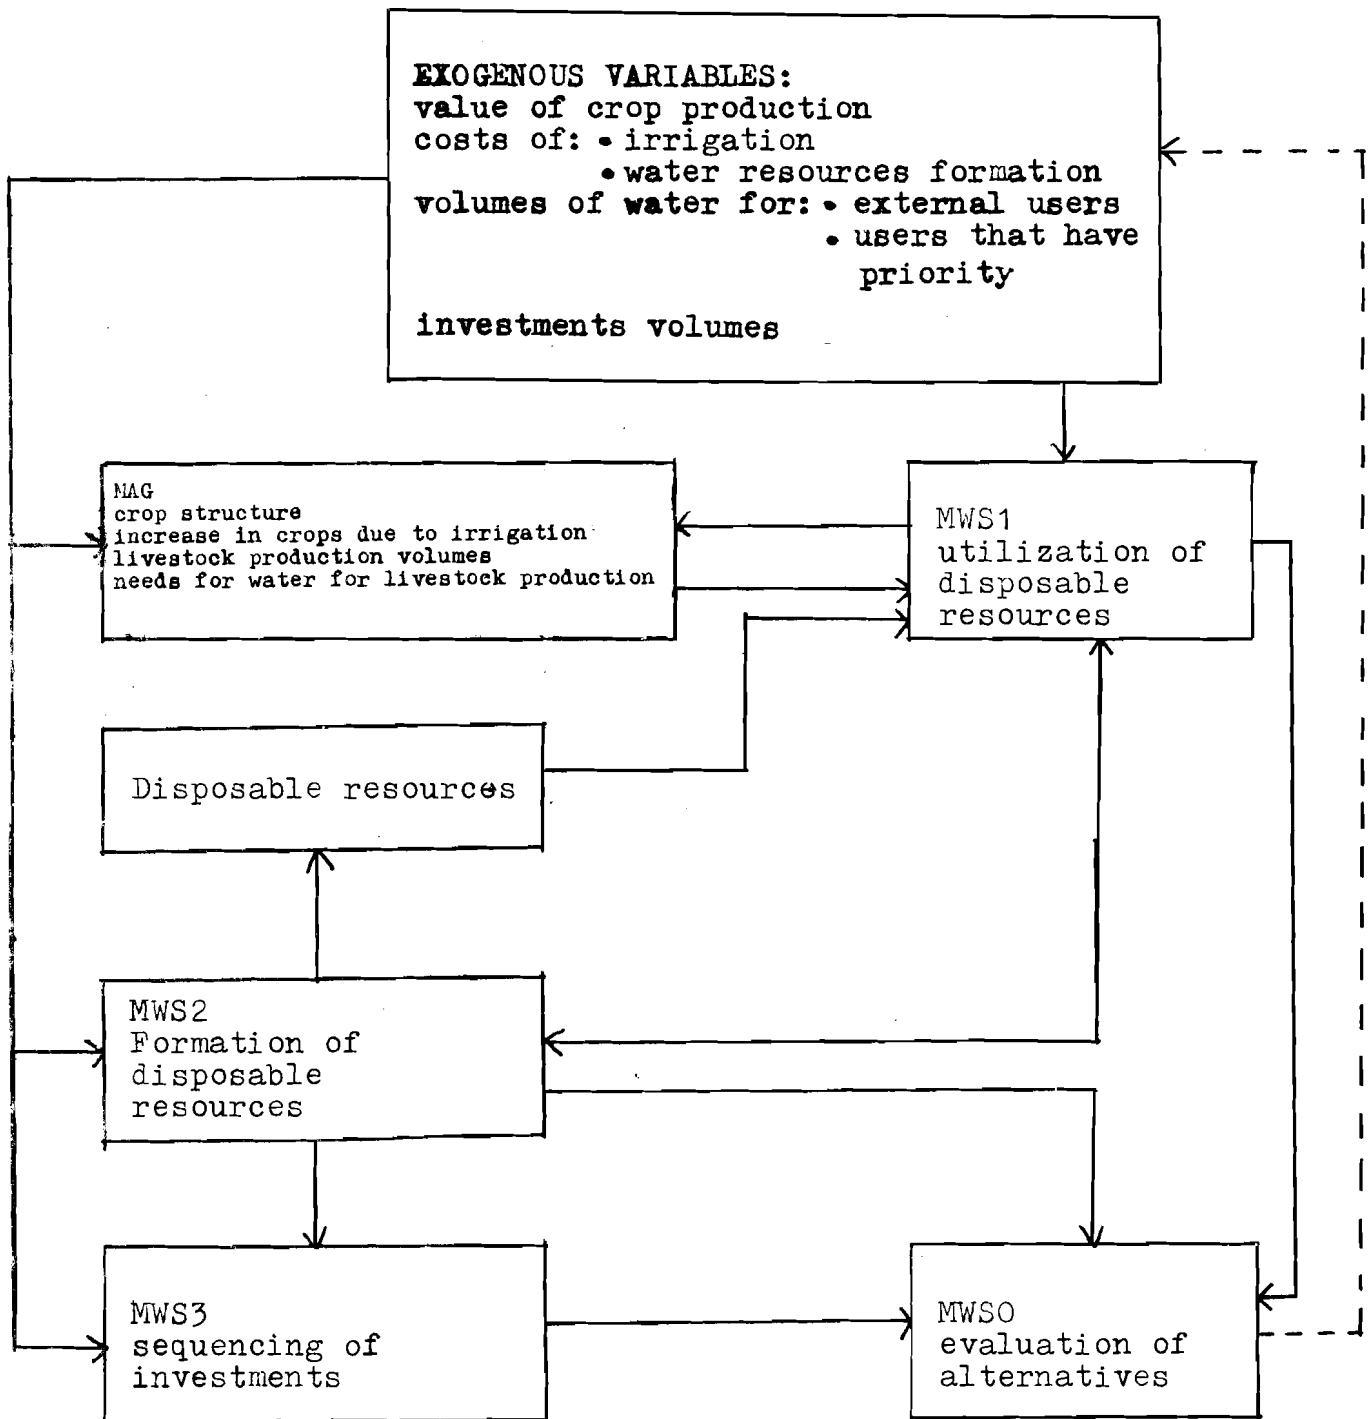 EXOGENOUS VARIABLES:
value of crop production
costs of: • irrigation
• water resources formation
volumes of water for: • external users
• users that have
priority
investments volumes
MAG
crop structure
increase in crops due to irrigation
livestock production volumes
needs for water for livestock production
MWS1
utilization of
disposable
resources
Disposable resources
MWS2
Formation of
disposable
resources
MWS3
sequencing of
investments
MWSO
evaluation of
alternatives